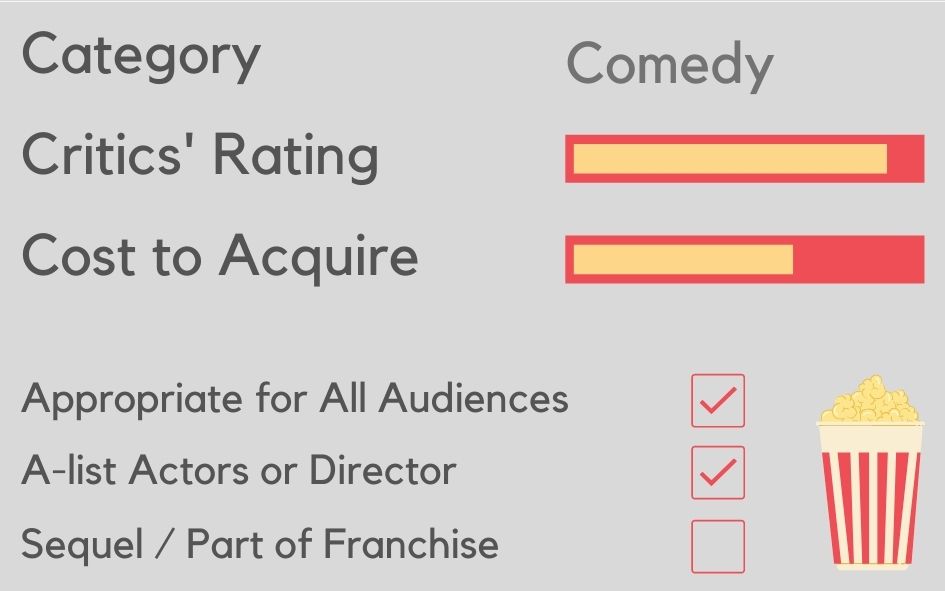 Category Comedy
Critics' Rating
Cost to Acquire
Appropriate for All Audiences
A-list Actors or Director
Sequel / Part of Franchise